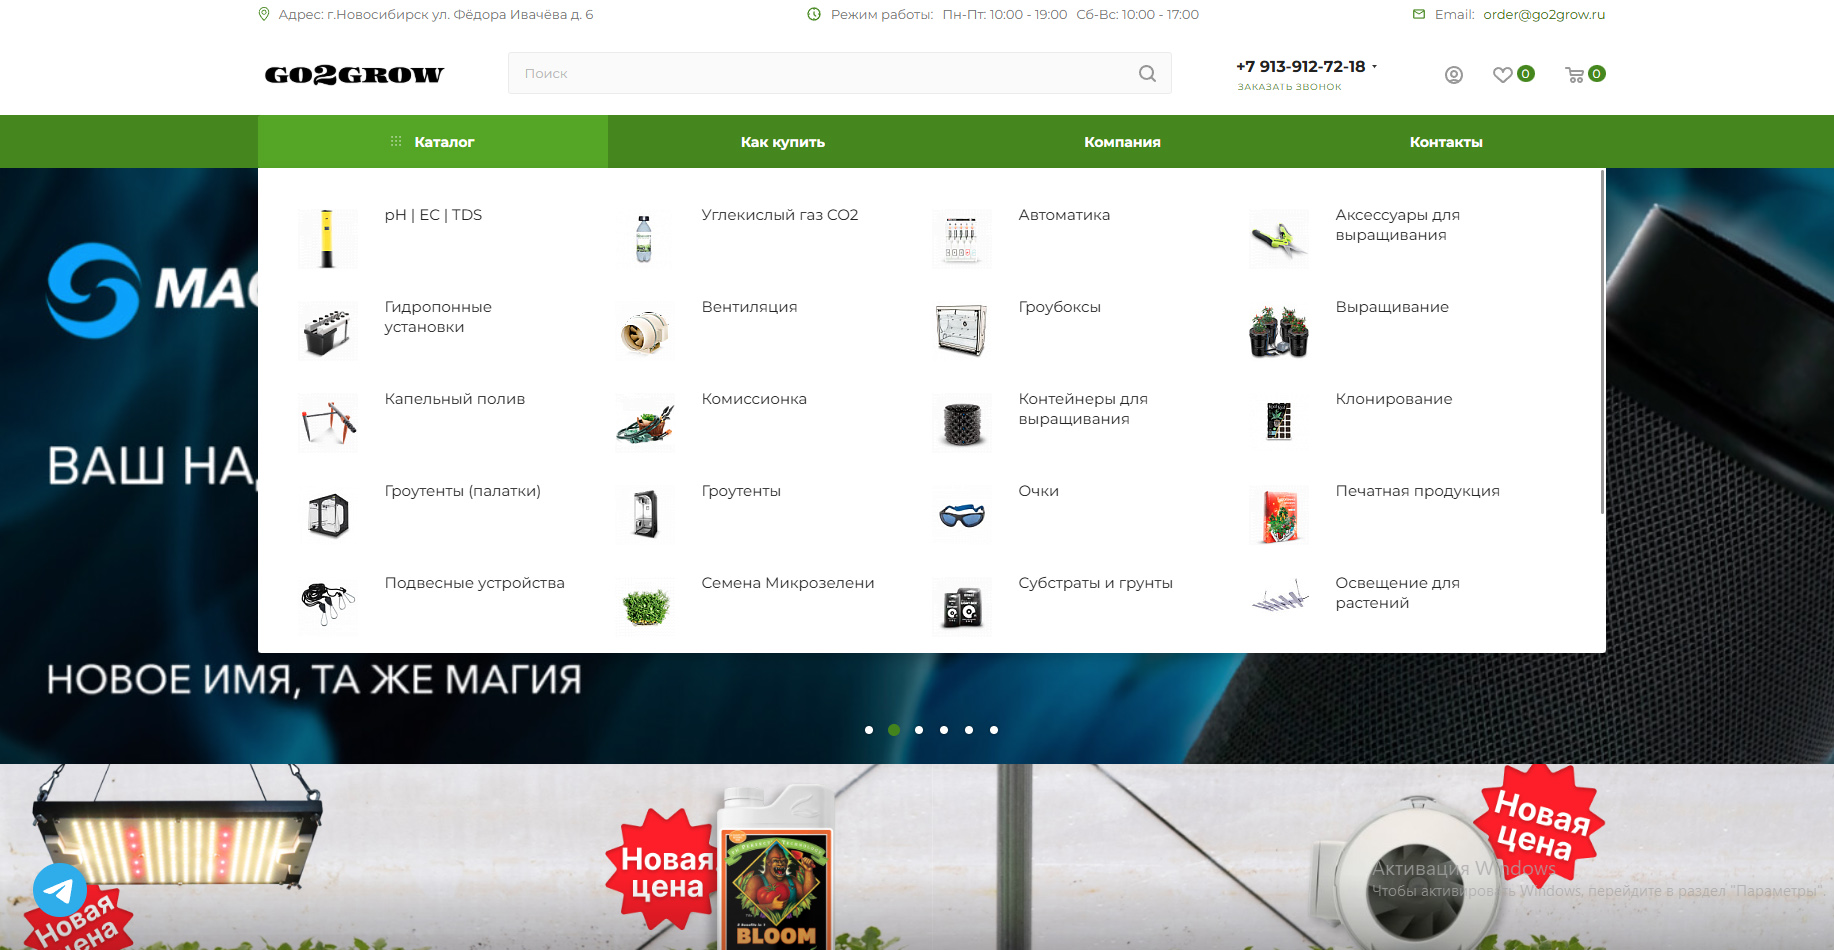 Адрес: г.Новосибирск ул. Фёдора Ивачёва д. 6
Режим работы: Пн-Пт: 10:00 - 19:00 Сб-Вс: 10:00 - 17:00
Email: order@go2grow.ru
GO2GROW
Поиск
+7 913-912-72-18
ЗАКАЗАТЬ ЗВОНОК
0
0
Каталог
Как купить
Компания
Контакты
pH | EC | TDS
Углекислый газ CO2
Автоматика
Аксессуары для
выращивания
Гидропонные
установки
Вентиляция
Гроубоксы
Выращивание
Капельный полив
Комиссионка
Контейнеры для
выращивания
Клонирование
Гроутенты (палатки)
Гроутенты
Очки
Печатная продукция
Подвесные устройства
Семена Микрозелени
Субстраты и грунты
Освещение для
растений
ВАШ НА
НОВОЕ ИМЯ, ТА ЖЕ МАГИЯ
Новая
цена
Новая
цена
BLOOM
Новая
цена
Активация Windows
Чтобы активировать Windows, перейдите в раздел "Параметры".